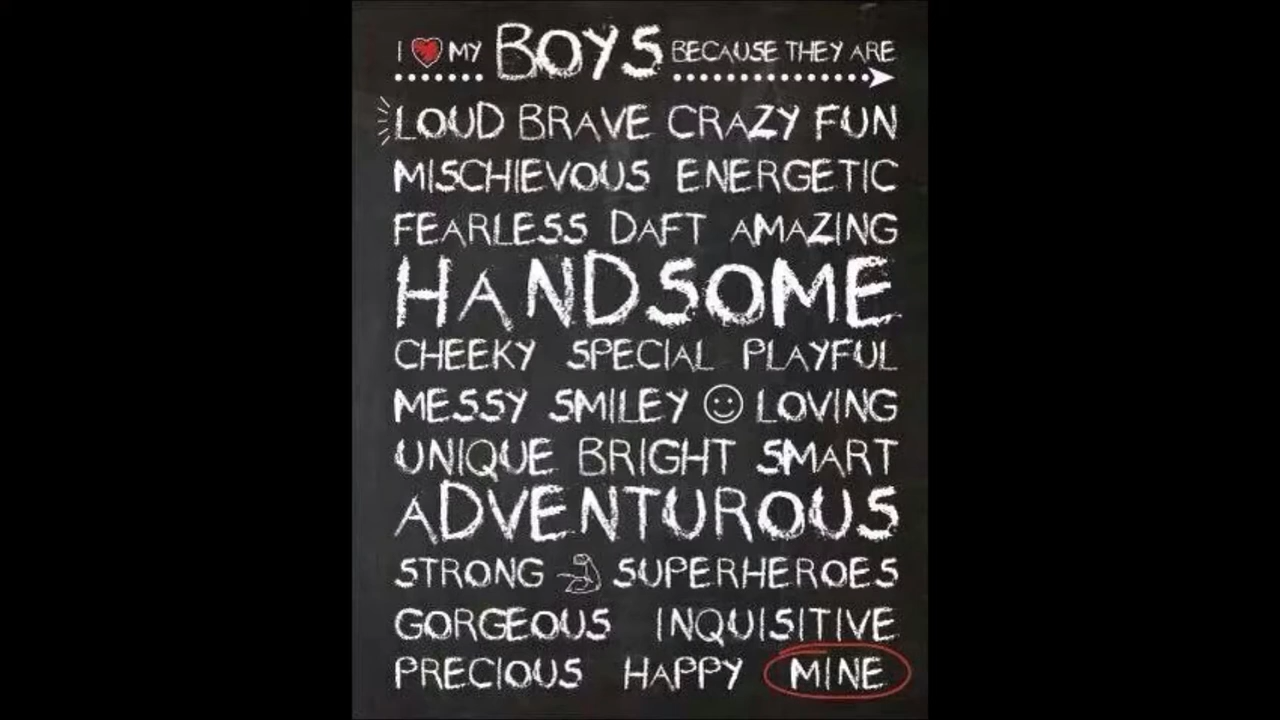 I MY BOYS BECAUSE THEY ARE
LOUD BRAVE CRAZY FUN
MISCHIEVOUS ENERGETIC
FEARLESS DAFT AMAZING
HANDSOME
CHEEKY SPECIAL PLAYFUL
MESSY SMILEY LOVING
UNIQUE BRIGHT SMART
ADVENTUROUS
STRONG SUPERHEROES
GORGEOUS INQUISITIVE
PRECIOUS HAPPY MINE